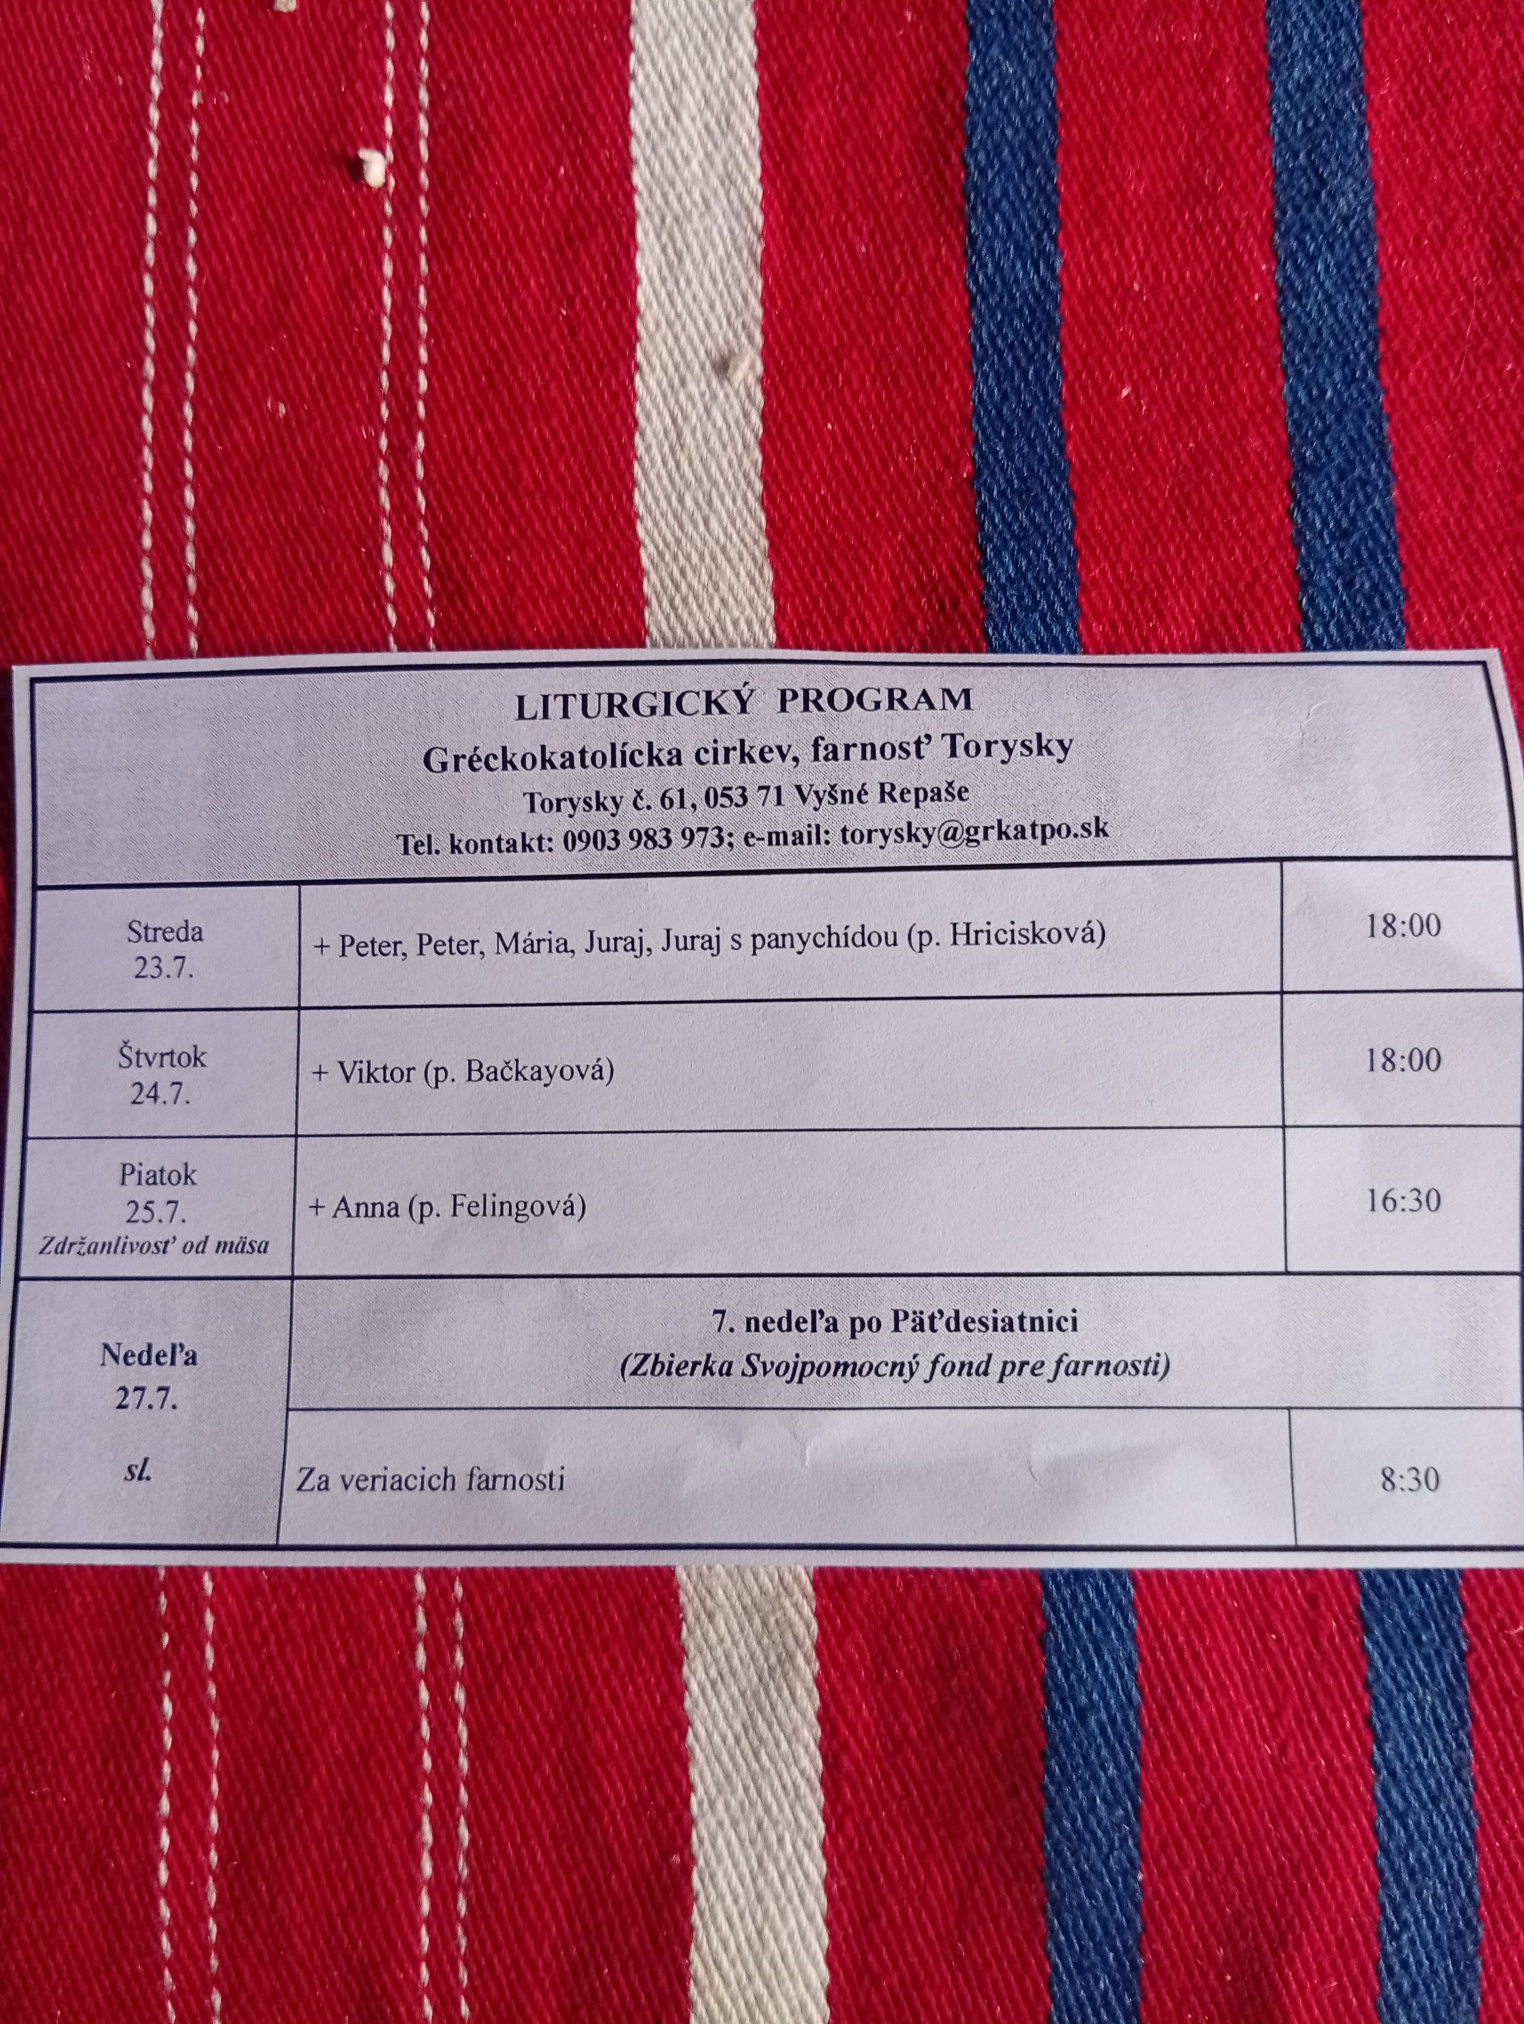 LITURGICKÝ PROGRAM
Gréckokatolícka cirkev, farnosť Torysky
Torysky č. 61, 053 71 Vyšné Repaše
Tel. kontakt: 0903 983 973; e-mail: torysky@grkatpo.sk
Streda
23.7.
+ Peter, Peter, Mária, Juraj, Juraj s panychídou (p. Hricisková)
18:00
Štvrtok
24.7.
+ Viktor (p. Bačkayová)
18:00
Piatok
25.7.
Zdržanlivosť od mäsa
+ Anna (p. Felingová)
16:30
Nedeľa
27.7.
sl.
7. nedeľa po Päťdesiatnici
(Zbierka Svojpomocný fond pre farnosti)
Za veriacich farnosti
8:30